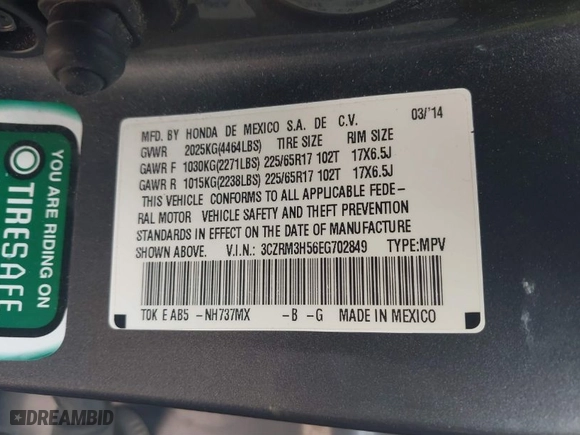 MFD. BY HONDA DE MEXICO S.A. DE C.V. 03/'14
GVWR 2025KG(4464LBS) TIRE SIZE RIM SIZE
GAWR F 1030KG(2271LBS) 225/65R17 102T 17X6.5J
GAWR R 1015KG(2238LBS) 225/65R17 102T 17X6.5J
THIS VEHICLE CONFORMS TO ALL APPLICABLE FEDE-
RAL MOTOR VEHICLE SAFETY AND THEFT PREVENTION
STANDARDS IN EFFECT ON THE DATE OF MANUFACTURE
SHOWN ABOVE. V.I.N.: 3CZRM3H56EG702849 TYPE:MPV
TDK E AB5 -NH737MX -B -G MADE IN MEXICO
YOU ARE RIDING ON
TIRESAFE
DREAMBID